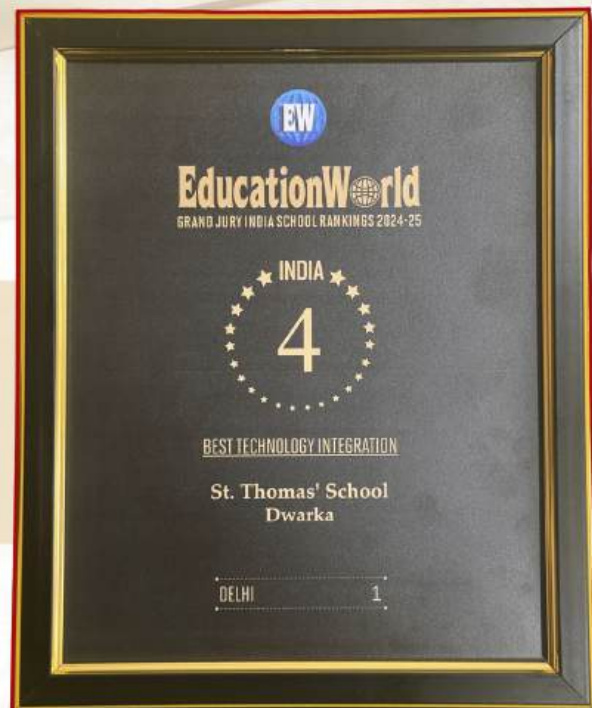 EW
EducationWorld
GRAND JURY INDIA SCHOOL RANKINGS 2024-25
INDIA
4
BEST TECHNOLOGY INTEGRATION
St. Thomas' School
Dwarka
DELHI 1